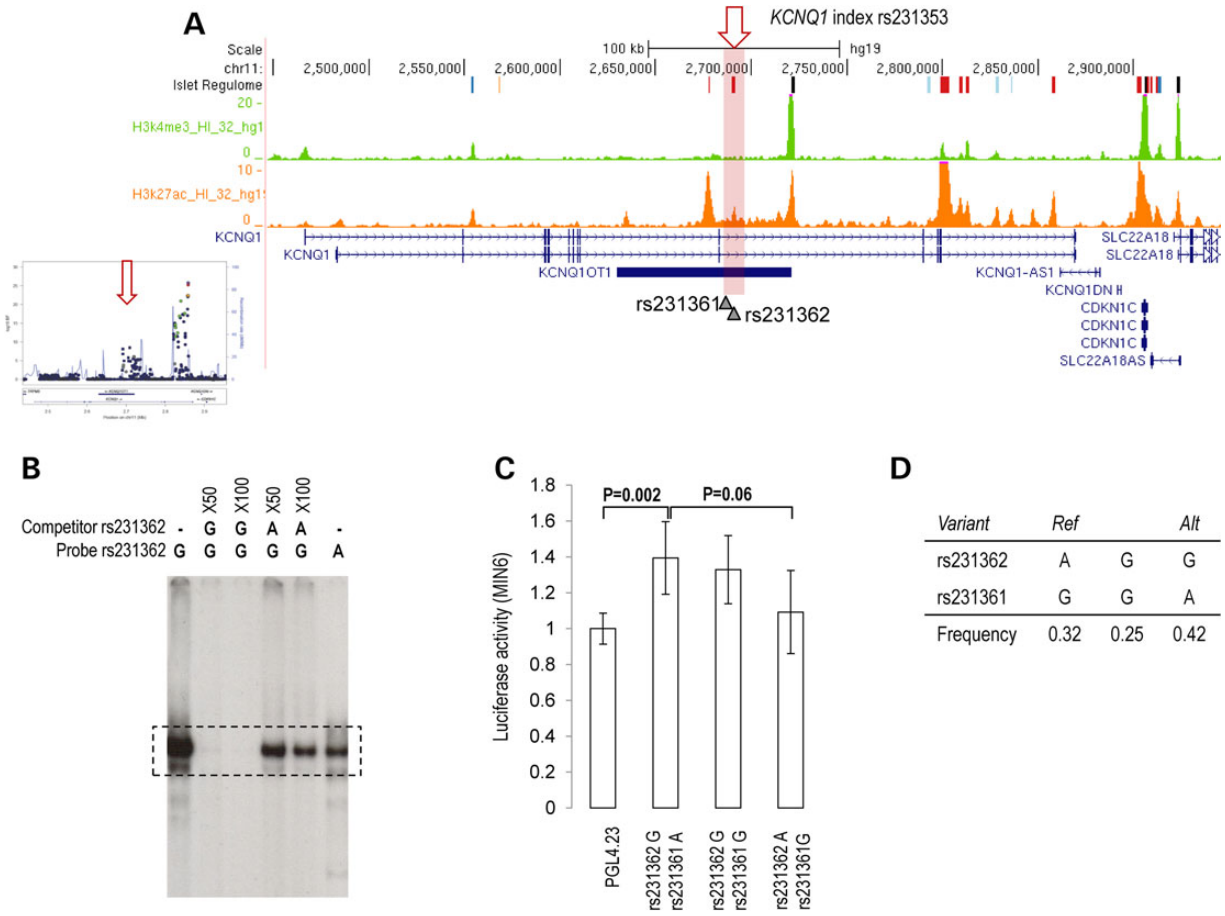 A
KCNQ1 index rs231353
Scale 100 kb hg19
chr11: 2,500,000 2,550,000 2,600,000 2,650,000 2,700,000 2,750,000 2,800,000 2,850,000 2,900,000
Islet Regulome
20 -
H3k4me3_HI_32_hg1
0
10 -
H3k27ac_HI_32_hg1
0
KCNQ1 SLC22A18
KCNQ1 SLC22A18
KCNQ1OT1 KCNQ1-AS1
KCNQ1DN
rs231361 CDKN1C
rs231362 CDKN1C
CDKN1C
SLC22A18AS
B
X50 X100 X50 X100
Competitor rs231362 - G G A A -
Probe rs231362 G G G G G A
C
P=0.002 P=0.06
Luciferase activity (MIN6)
1.8
1.6
1.4
1.2
1
0.8
0.6
0.4
0.2
0
PGL4.23
rs231362 G
rs231361 A
rs231362 G
rs231361 G
rs231362 A
rs231361G
D
Variant Ref Alt
rs231362 A G G
rs231361 G G A
Frequency 0.32 0.25 0.42